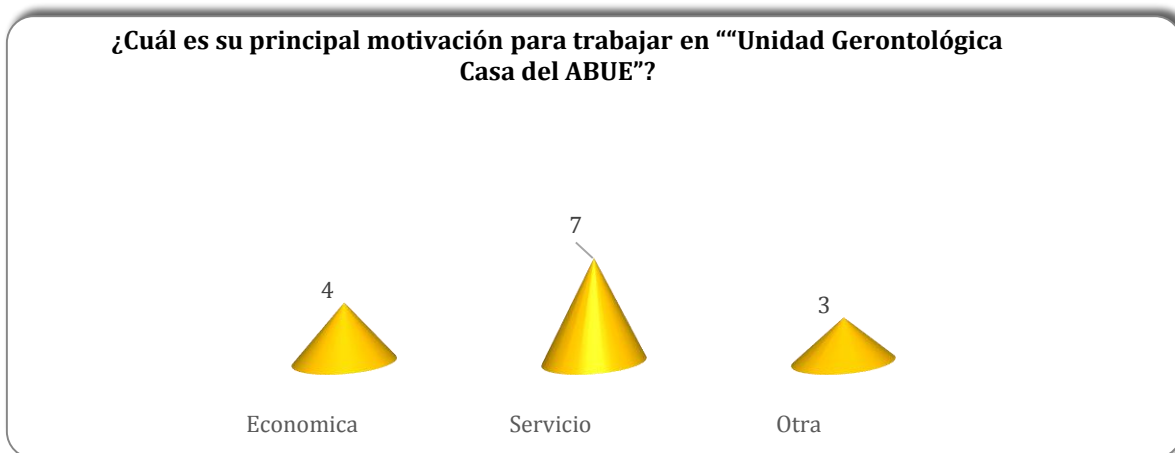 ¿Cuál es su principal motivación para trabajar en ““Unidad Gerontológica
Casa del ABUE”?
7
4
3
Economica
Servicio
Otra